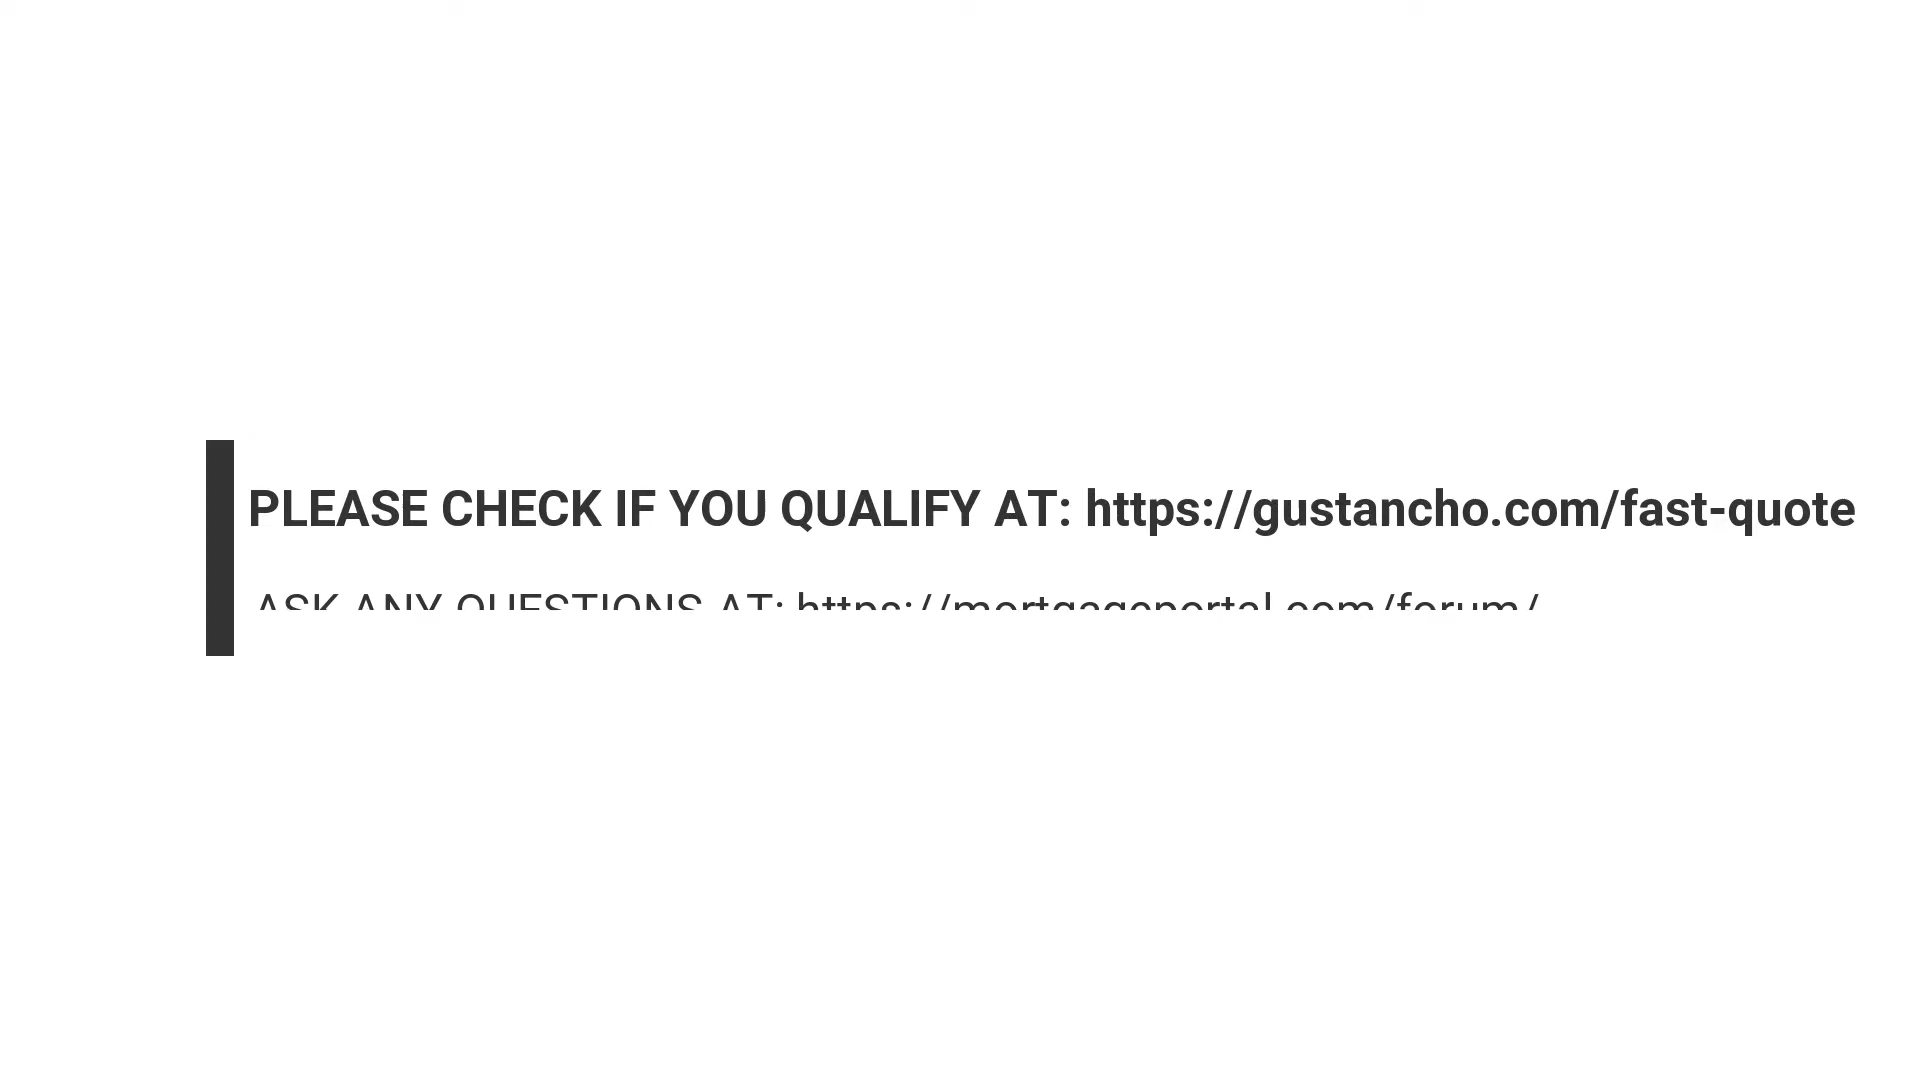 PLEASE CHECK IF YOU QUALIFY AT: https://gustancho.com/fast-quote
ASK ANY QUESTIONS AT: https://mortgageportal.com/forum/